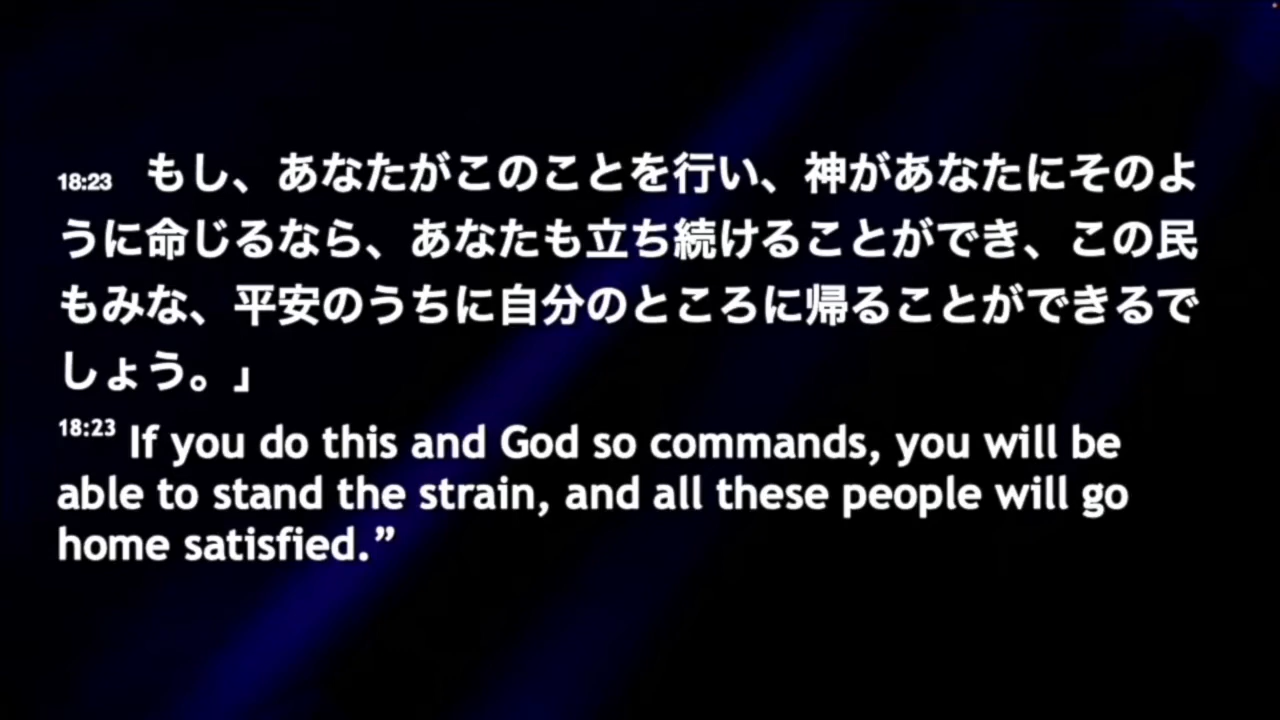 18:23 もし、あなたがこのことを行い、神があなたにそのよ
うに命じるなら、あなたも立ち続けることができ、この民
もみな、平安のうちに自分のところに帰ることができるで
しょう。」
18:23 If you do this and God so commands, you will be
able to stand the strain, and all these people will go
home satisfied.”